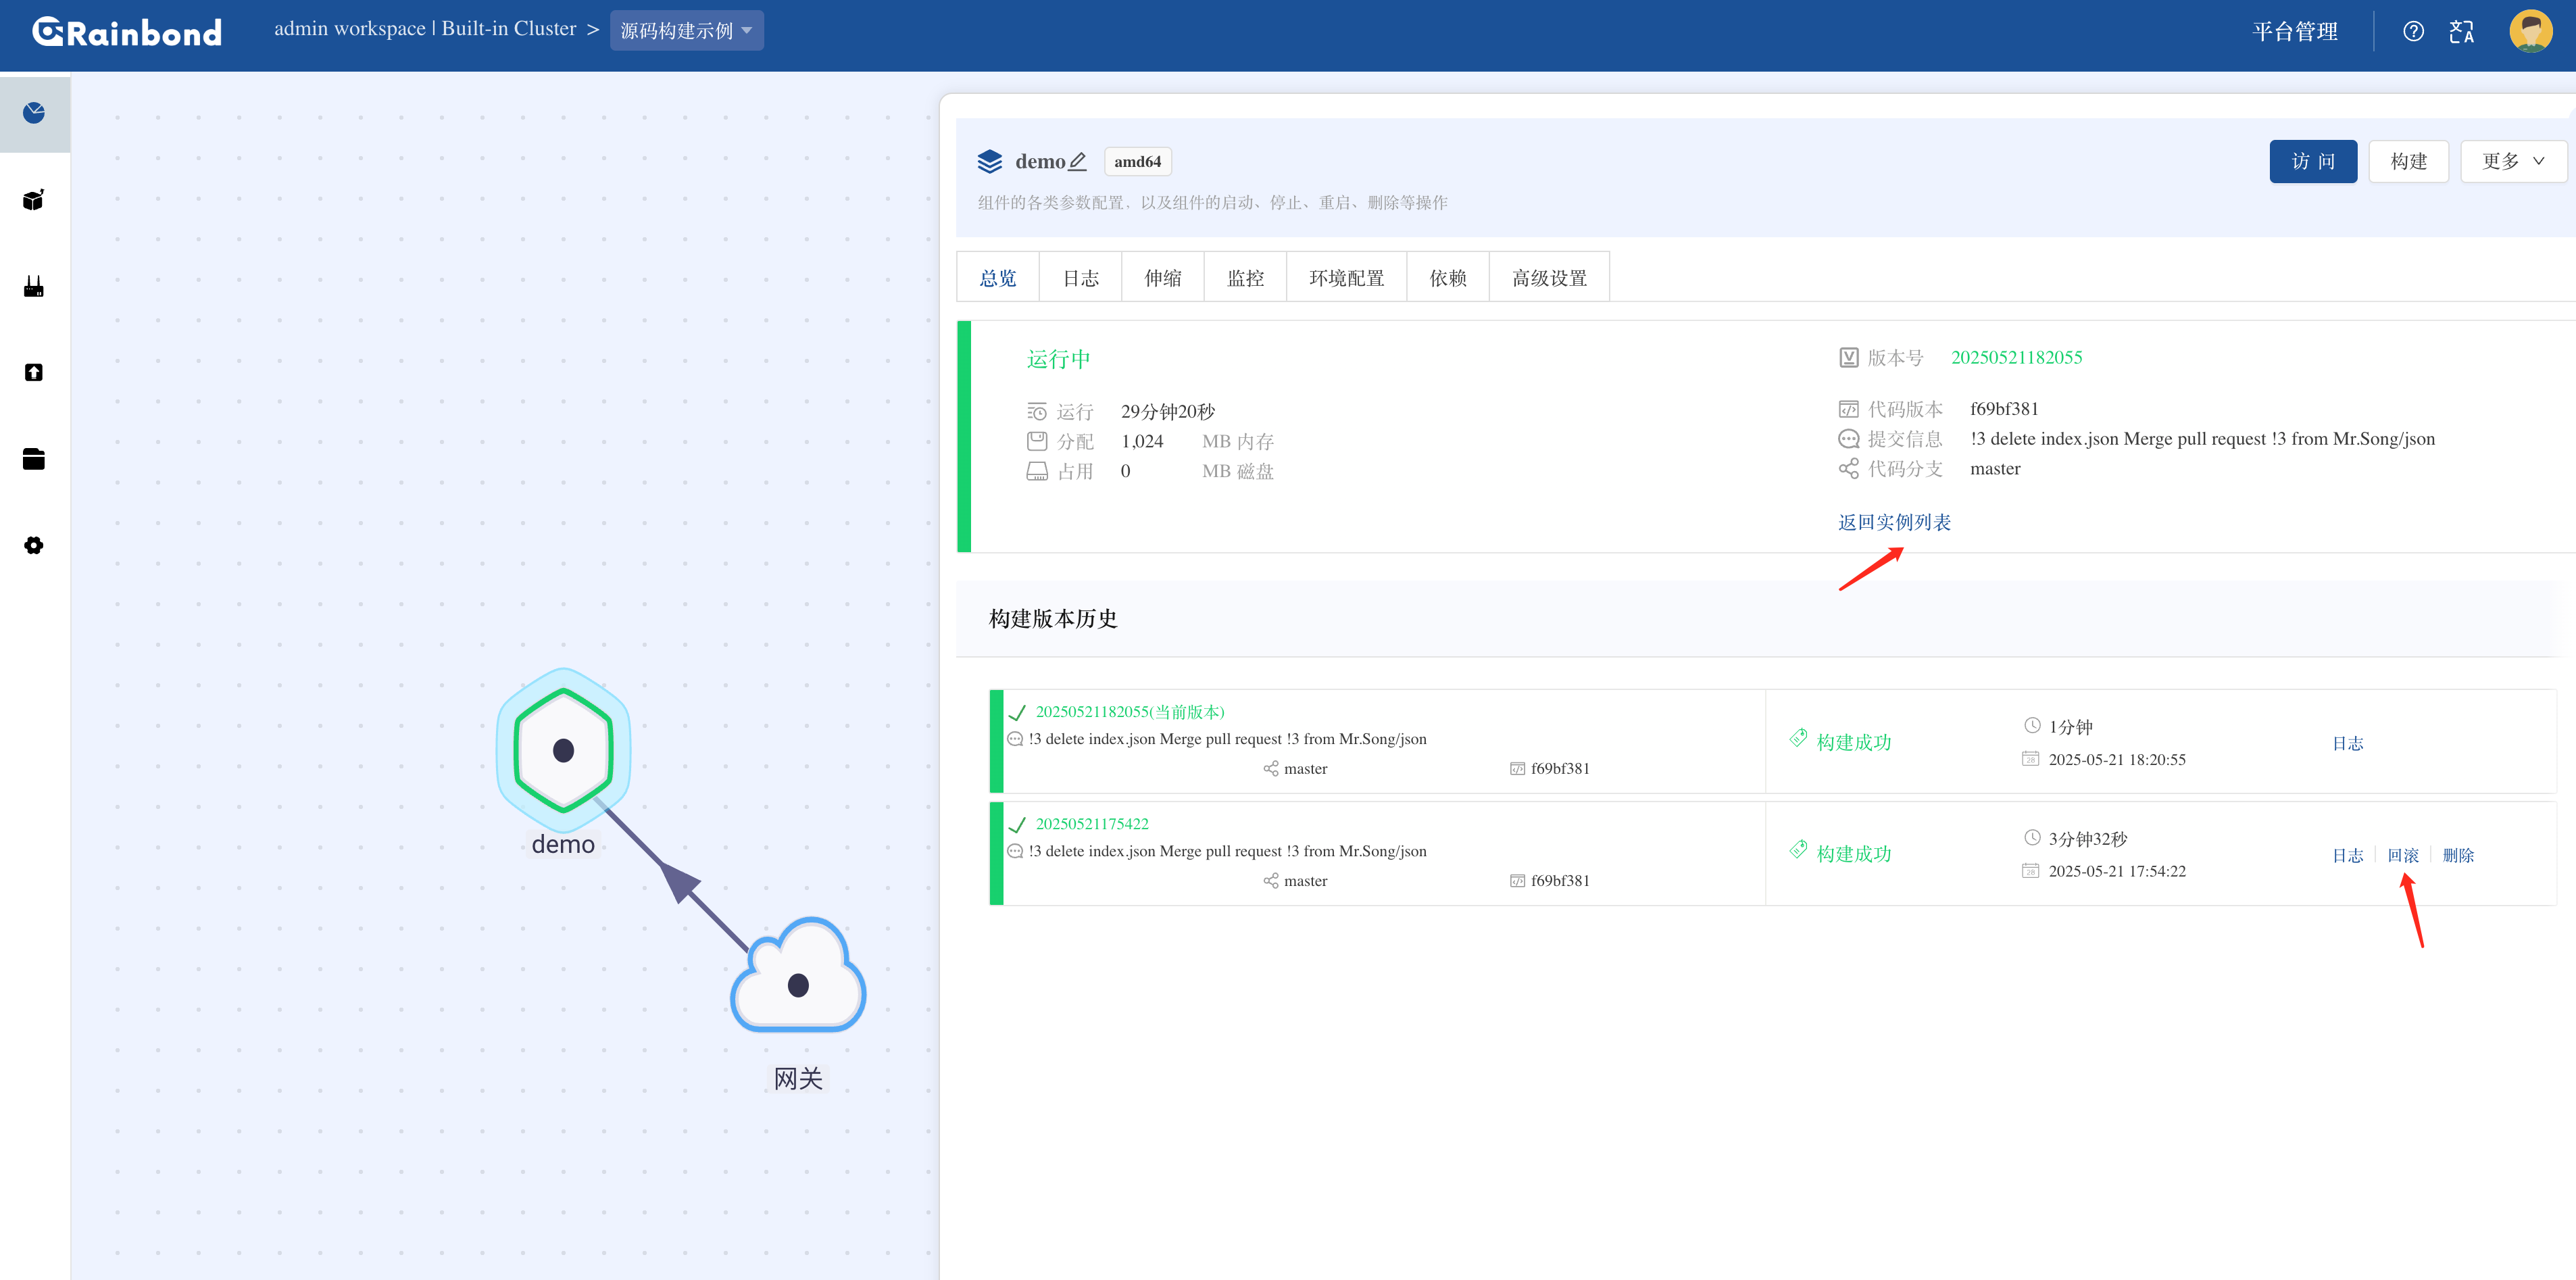 Rainbond
admin workspace | Built-in Cluster > 源码构建示例
平台管理
demo amd64
访 问 构建 更多
组件的各类参数配置，以及组件的启动、停止、重启、删除等操作
总览 日志 伸缩 监控 环境配置 依赖 高级设置
运行中
运行 29分钟20秒
分配 1,024 MB 内存
占用 0 MB 磁盘
版本号 20250521182055
代码版本 f69bf381
提交信息 !3 delete index.json Merge pull request !3 from Mr.Song/json
代码分支 master
返回实例列表
构建版本历史
20250521182055(当前版本)
!3 delete index.json Merge pull request !3 from Mr.Song/json
master f69bf381
构建成功
1分钟
2025-05-21 18:20:55
日志
20250521175422
!3 delete index.json Merge pull request !3 from Mr.Song/json
master f69bf381
构建成功
3分钟32秒
2025-05-21 17:54:22
日志 回滚 删除
demo
网关